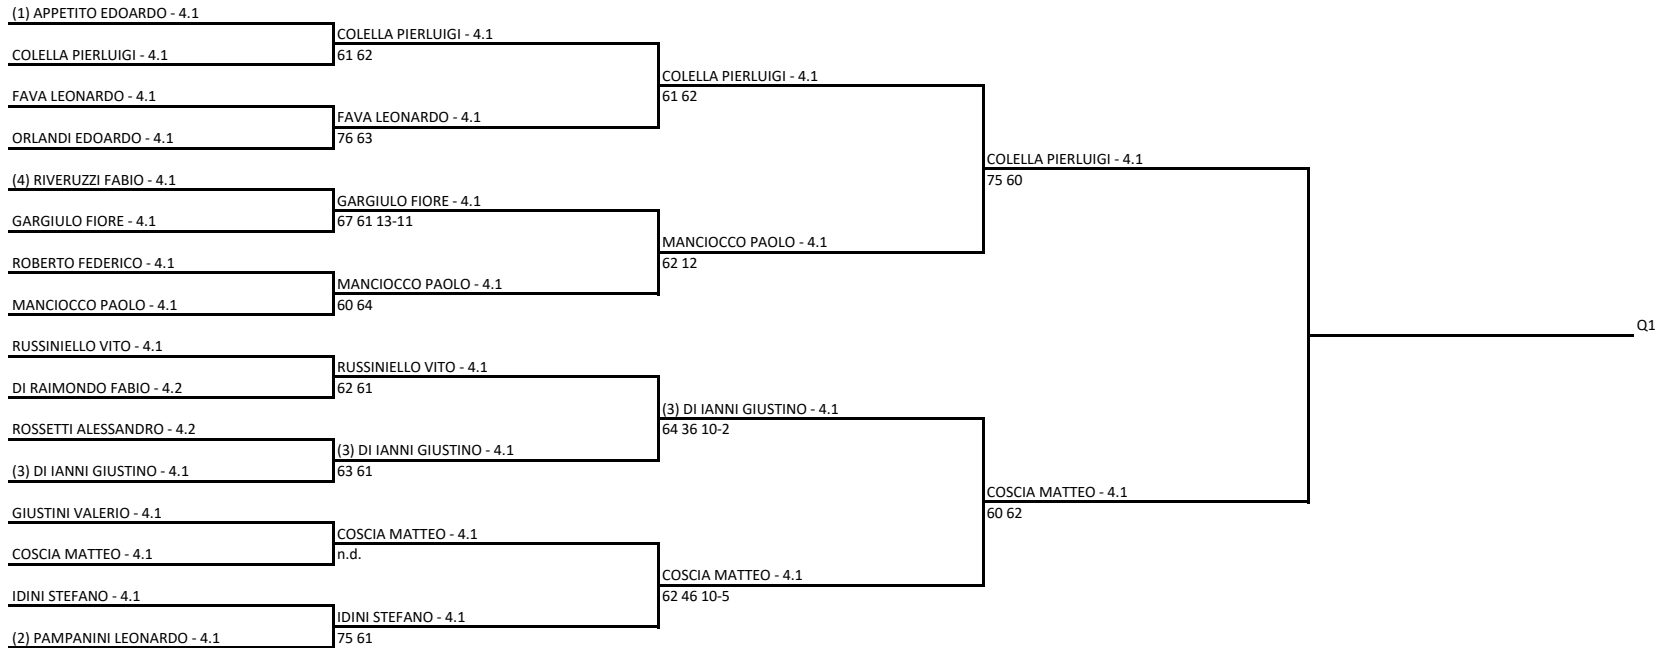 (1) APPETITO EDOARDO - 4.1
COLELLA PIERLUIGI - 4.1
COLELLA PIERLUIGI - 4.1
61 62
COLELLA PIERLUIGI - 4.1
61 62
FAVA LEONARDO - 4.1
FAVA LEONARDO - 4.1
ORLANDI EDOARDO - 4.1
76 63
COLELLA PIERLUIGI - 4.1
75 60
(4) RIVERUZZI FABIO - 4.1
GARGIULO FIORE - 4.1
GARGIULO FIORE - 4.1
67 61 13-11
MANCIOCCO PAOLO - 4.1
62 12
ROBERTO FEDERICO - 4.1
MANCIOCCO PAOLO - 4.1
MANCIOCCO PAOLO - 4.1
60 64
Q1
RUSSINIELLO VITO - 4.1
RUSSINIELLO VITO - 4.1
DI RAIMONDO FABIO - 4.2
62 61
(3) DI IANNI GIUSTINO - 4.1
64 36 10-2
ROSSETTI ALESSANDRO - 4.2
(3) DI IANNI GIUSTINO - 4.1
(3) DI IANNI GIUSTINO - 4.1
63 61
COSCIA MATTEO - 4.1
60 62
GIUSTINI VALERIO - 4.1
COSCIA MATTEO - 4.1
COSCIA MATTEO - 4.1
n.d.
COSCIA MATTEO - 4.1
62 46 10-5
IDINI STEFANO - 4.1
IDINI STEFANO - 4.1
(2) PAMPANINI LEONARDO - 4.1
75 61